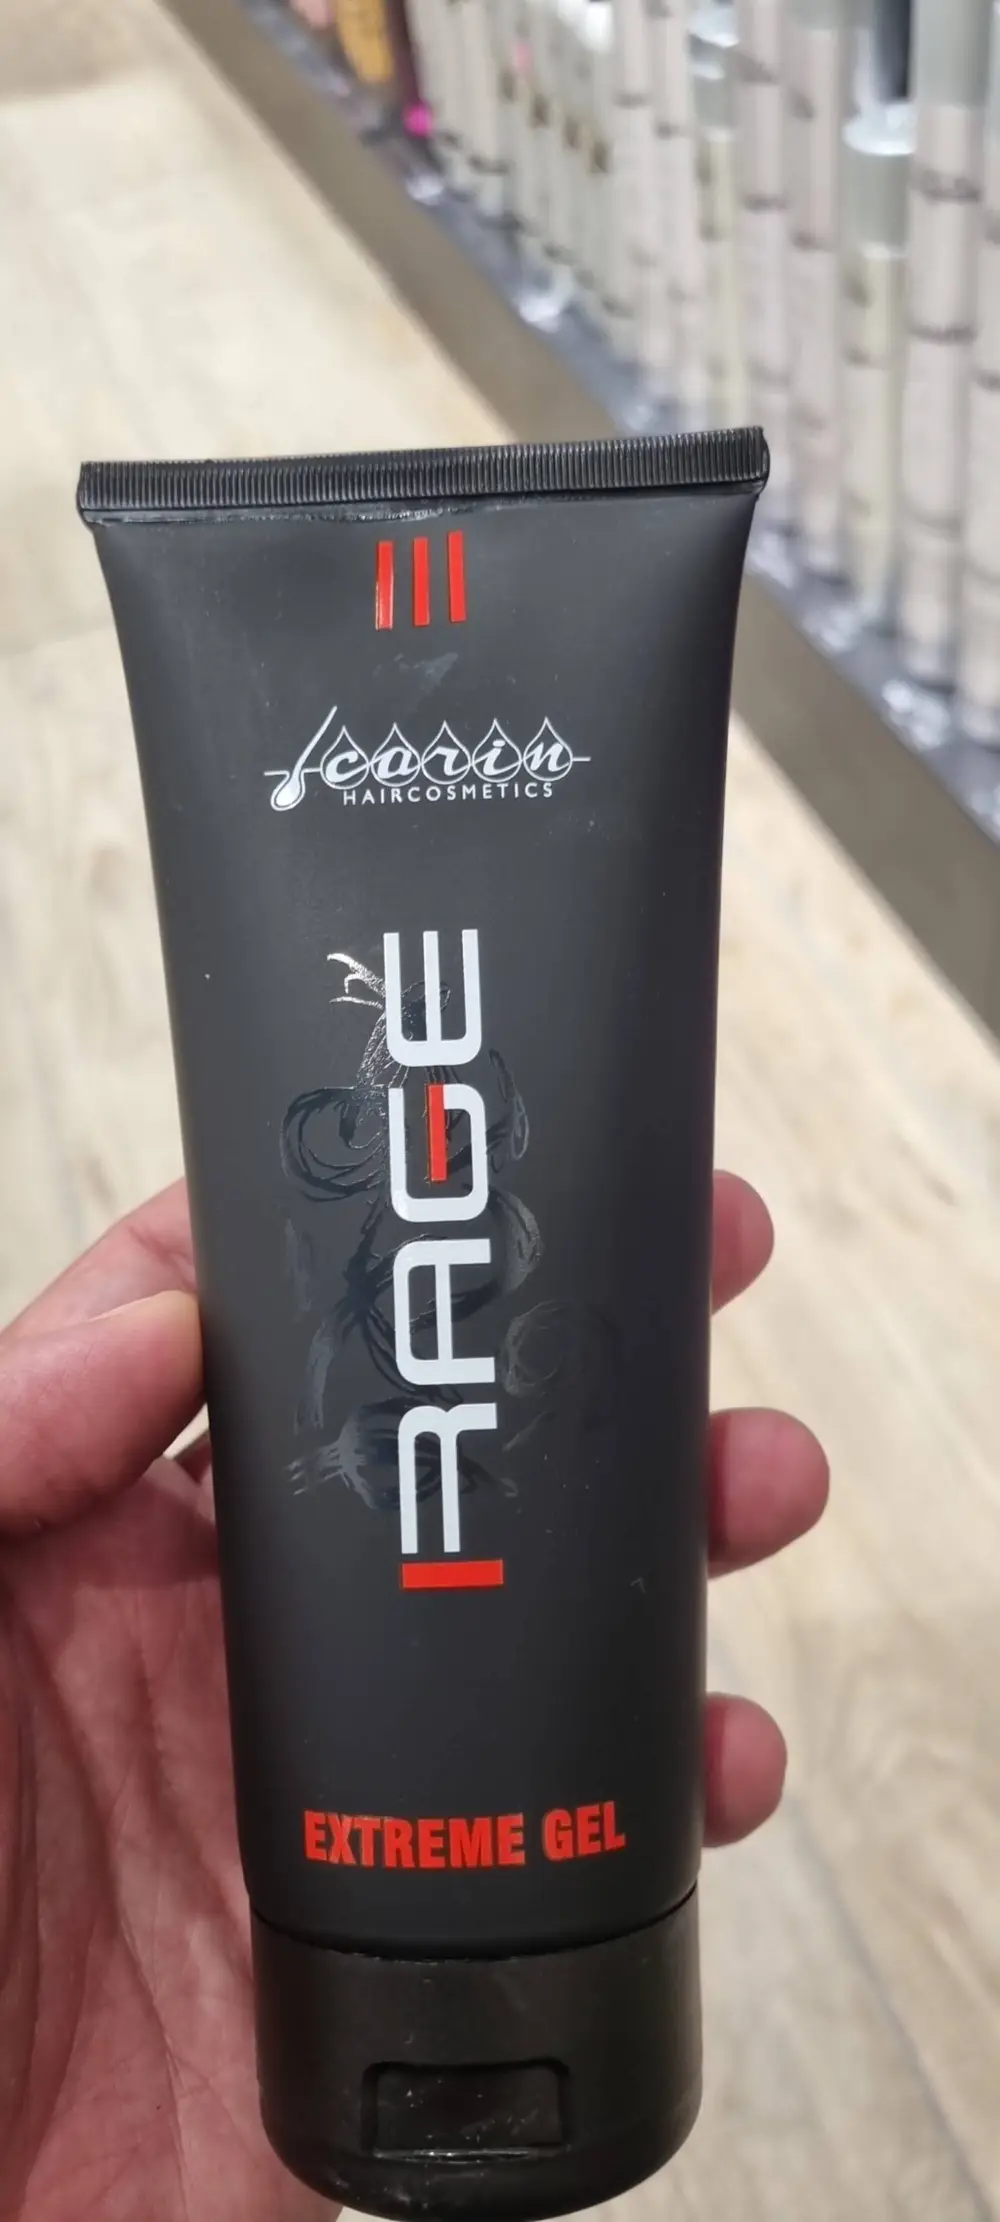 carin
HAIRCOSMETICS
RAGE
EXTREME GEL